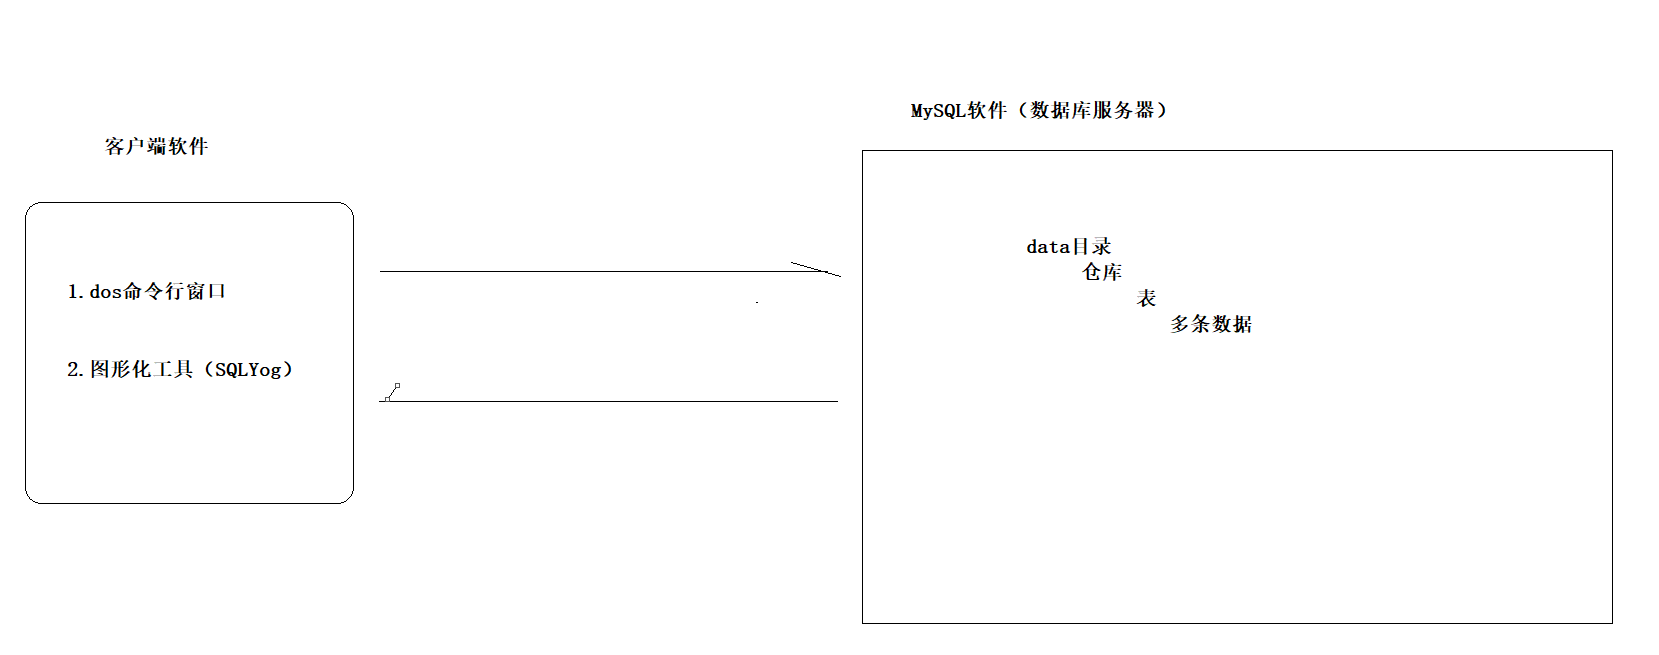 客户端软件
1.dos命令行窗口
2.图形化工具（SQLYog）
MySQL软件（数据库服务器）
data目录
仓库
表
多条数据